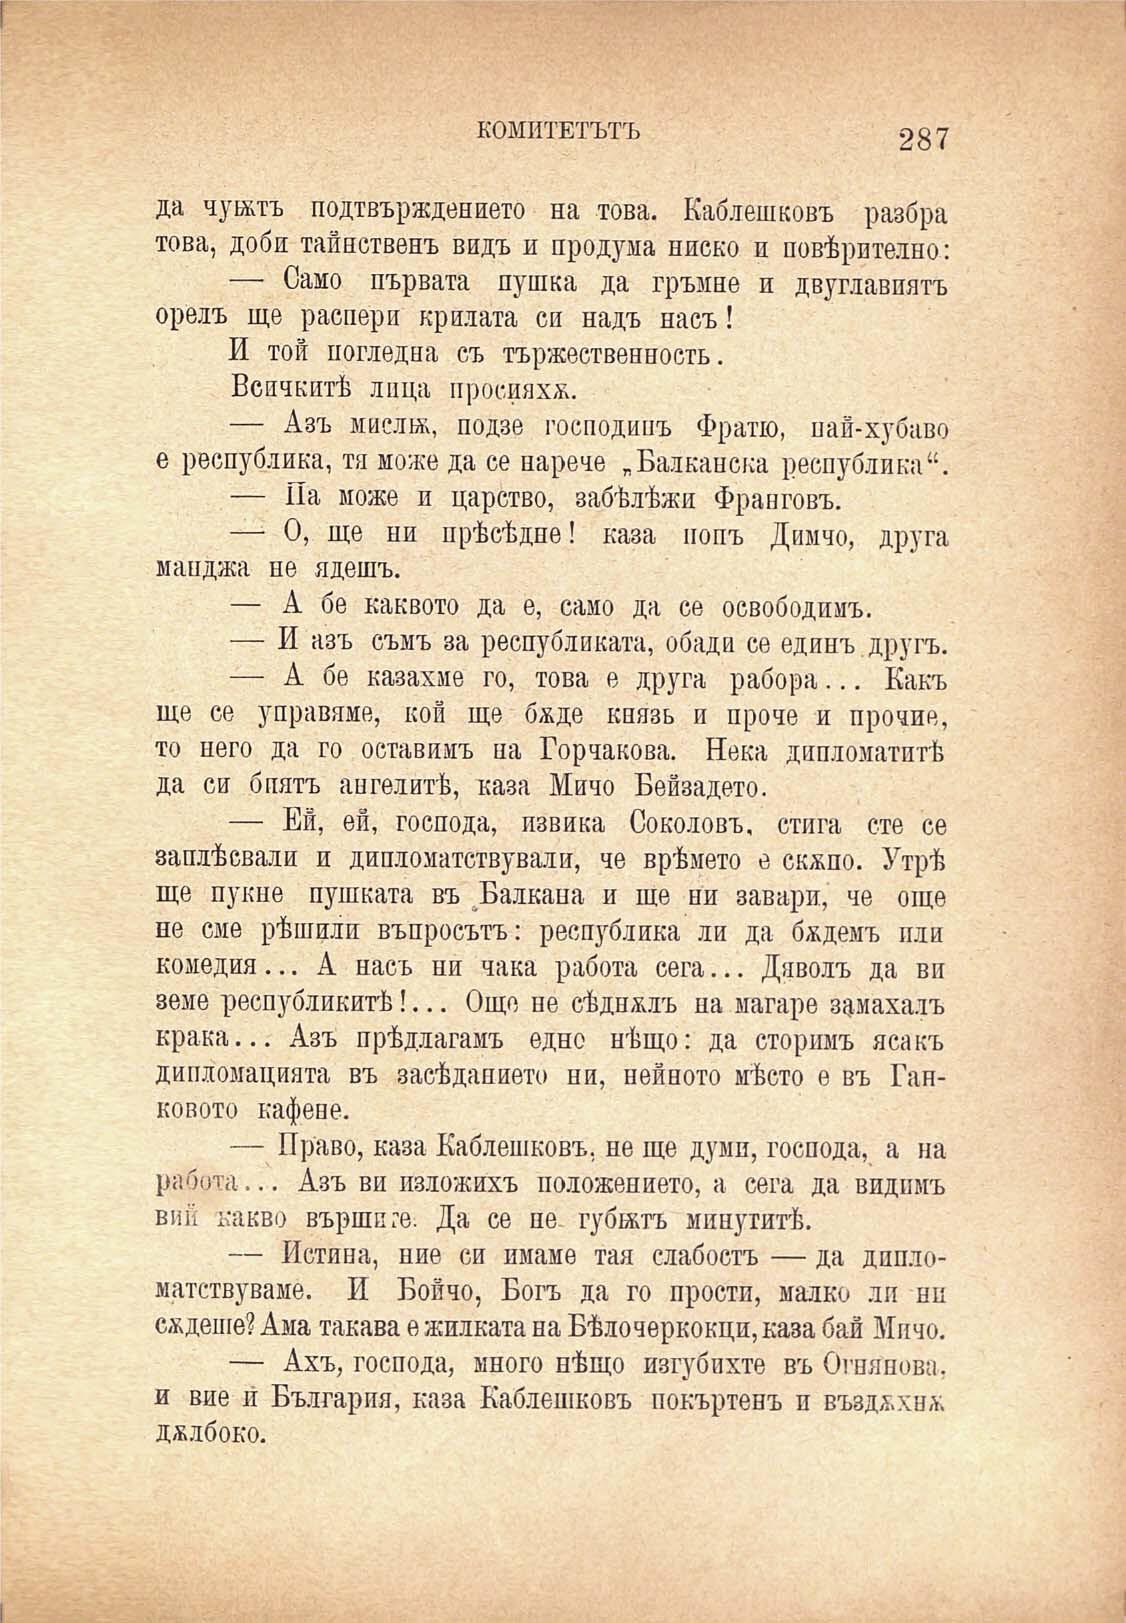 КОМИТЕТЪТЪ
287
да чуѭтъ подтвърждението на това. Каблешковъ разбра
това, доби тайнственъ видъ и продума ниско и повѣрително:
— Само първата пушка да гръмне и двуглавиятъ
орелъ ще распери крилата си надъ насъ!
И той погледна съ тържественность.
Всичкитѣ лица просияхѫ.
— Азъ мислѭ, подзе господинъ Фратю, най-хубаво
е республика, тя може да се нарече „Балканска республика“.
— Па може и царство, забѣлѣжи Франговъ.
— О, ще ни прѣсѣдне! каза попъ Димчо, друга
манджа не ядешъ.
— А бе каквото да е, само да се освободимъ.
— И азъ съмъ за республиката, обади се единъ другъ.
— А бе казахме го, това е друга рабора... Какъ
ще се управяме, кой ще бѫде князь и проче и прочие,
то него да го оставимъ на Горчакова. Нека дипломатитѣ
да си бпятъ ангелитѣ, каза Мичо Бейзадето.
— Ей, ей, господа, извика Соколовъ, стига сте се
заплѣсвали и дипломатствували, че врѣмето е скѫпо. Утрѣ
ще пукне пушката въ Балкана и ще ни завари, че още
не сме рѣшили въпросътъ: республика ли да бѫдемъ или
комедия... А насъ ни чака работа сега... Дяволъ да ви
земе республикитѣ!... Още не сѣднѫлъ на магаре замахалъ
крака... Азъ прѣдлагамъ едно нѣщо: да сторимъ ясакъ
дипломацията въ засѣданието ни, нейното мѣсто е въ Ган-
ковото кафене.
— Право, каза Каблешковъ, не ще думи, господа, а на
работа... Азъ ви изложихъ положението, а сега да видимъ
вий какво вършите. Да се не губѭтъ минутитѣ.
— Истина, ние си имаме тая слабость — да дипло-
матствуваме. И Бойчо, Богъ да го прости, малко ли ни
сѫдеше? Ама такава е жилката на Бѣлочеркокци, каза бай Мичо.
— Ахъ, господа, много нѣщо изгубихте въ Огнянова,
и вие и България, каза Каблешковъ покъртенъ и въздѫхнѫ
дѫлбоко.